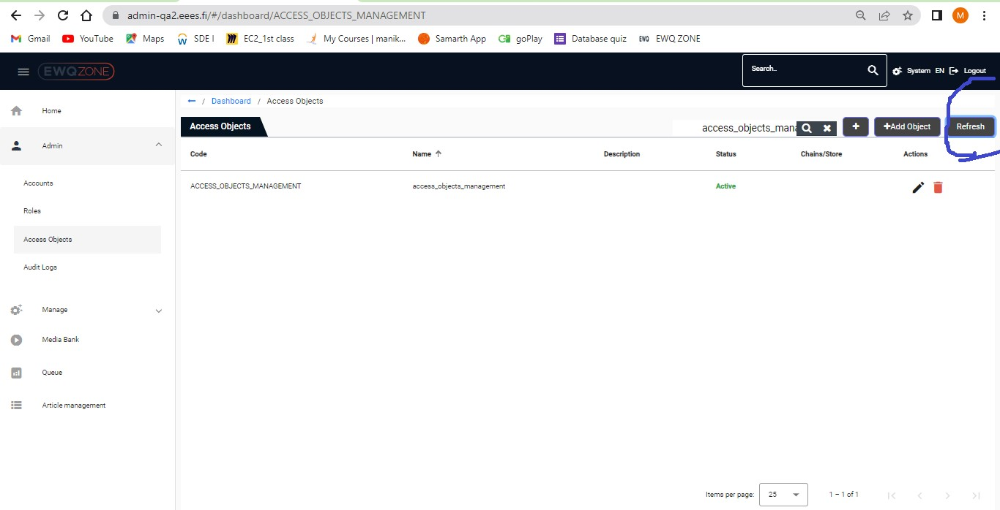 admin-qa2.eees.fi/#/dashboard/ACCESS_OBJECTS_MANAGEMENT M
Gmail YouTube Maps SDE I EC2_1st class My Courses | manik... Samarth App goPlay Database quiz EWQ EWQ ZONE
EWQZONE Search.. System EN Logout
Home
Admin
Accounts
Roles
Access Objects
Audit Logs
Manage
Media Bank
Queue
Article management
← / Dashboard / Access Objects
Access Objects access_objects_mana + +Add Object Refresh
Code Name Description Status Chains/Store Actions
ACCESS_OBJECTS_MANAGEMENT access_objects_management Active
Items per page: 25 1 – 1 of 1